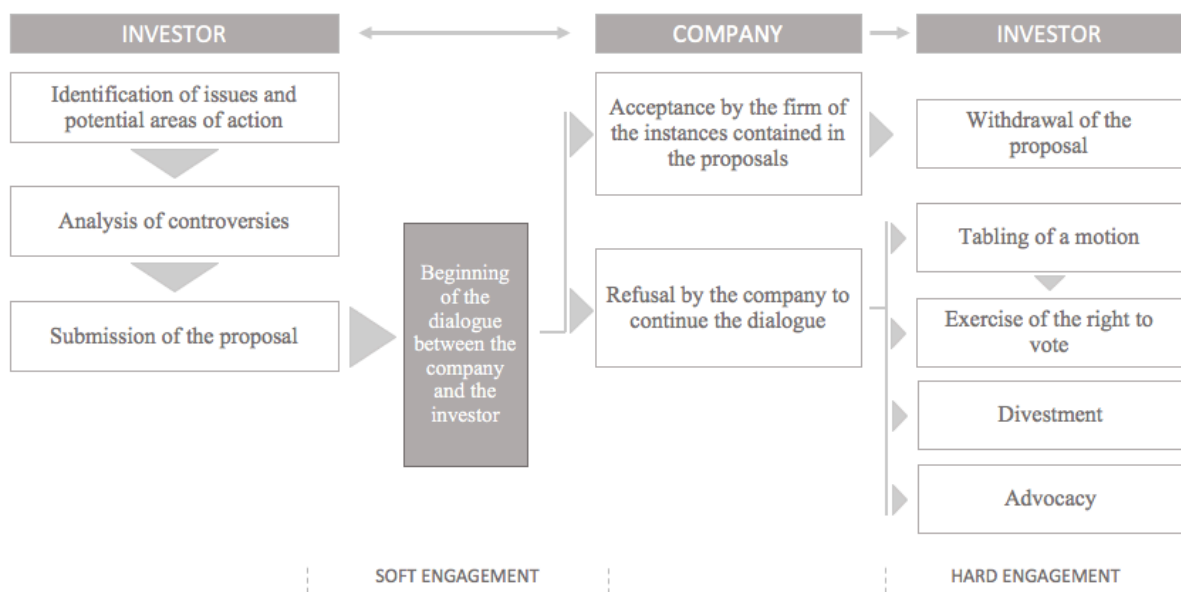 INVESTOR
COMPANY
INVESTOR
Identification of issues and
potential areas of action
Analysis of controversies
Submission of the proposal
Beginning
of the
dialogue
between the
company
and the
investor
Acceptance by the firm of
the instances contained in
the proposals
Refusal by the company to
continue the dialogue
Withdrawal of the
proposal
Tabling of a motion
Exercise of the right to
vote
Divestment
Advocacy
SOFT ENGAGEMENT
HARD ENGAGEMENT